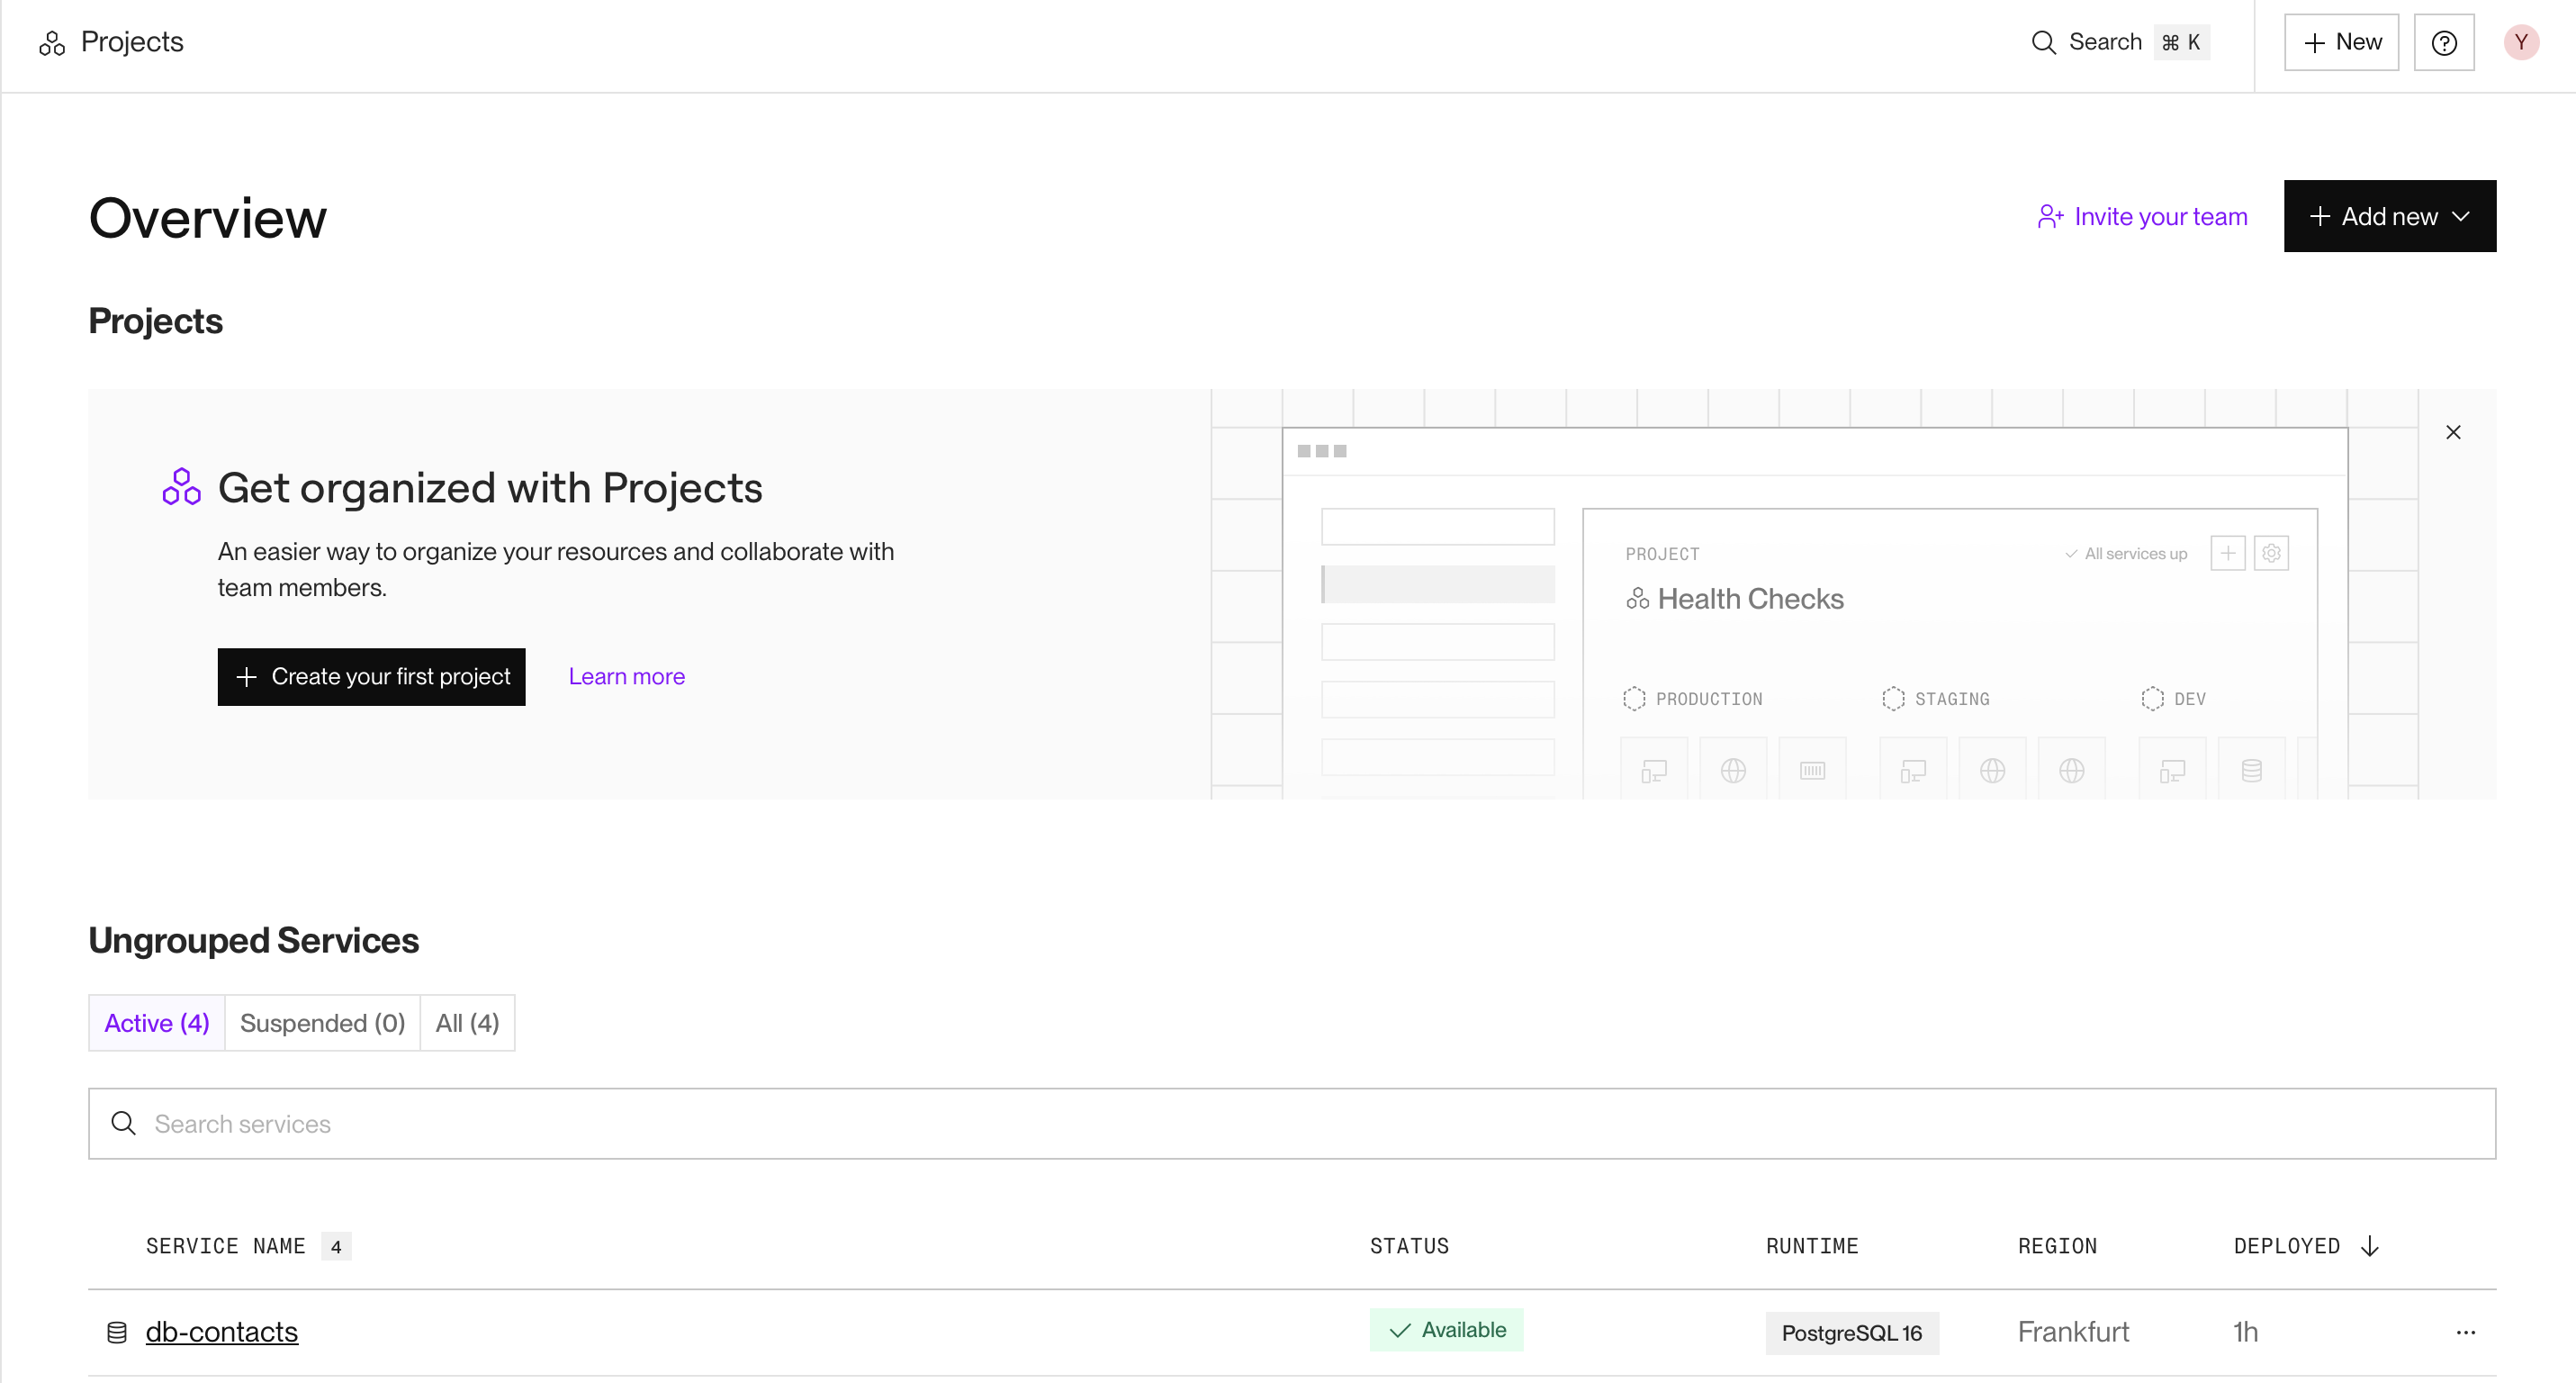 Projects
Search ⌘ K
+ New
Y
Overview
Invite your team
+ Add new
Projects
Get organized with Projects
An easier way to organize your resources and collaborate with
team members.
+ Create your first project
Learn more
PROJECT
All services up
Health Checks
PRODUCTION
STAGING
DEV
Ungrouped Services
Active (4)
Suspended (0)
All (4)
Search services
SERVICE NAME 4
STATUS
RUNTIME
REGION
DEPLOYED ↓
db-contacts
Available
PostgreSQL 16
Frankfurt
1h